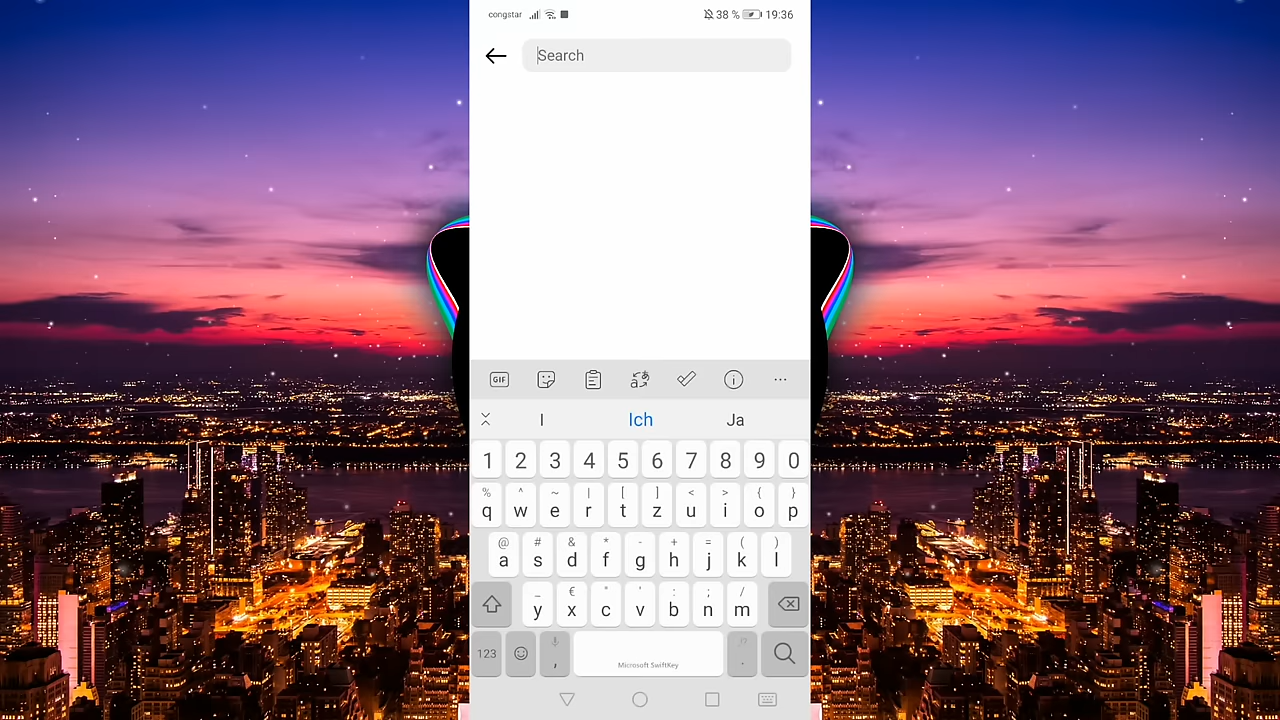 congstar 38 % 19:36
Search
GIF
I Ich Ja
1 2 3 4 5 6 7 8 9 0
% ^ ~ | [ ] < > { }
q w e r t z u i o p
@ # & * - + = ( )
a s d f g h j k l
_ € " ' : ; /
y x c v b n m
123 , Microsoft SwiftKey .